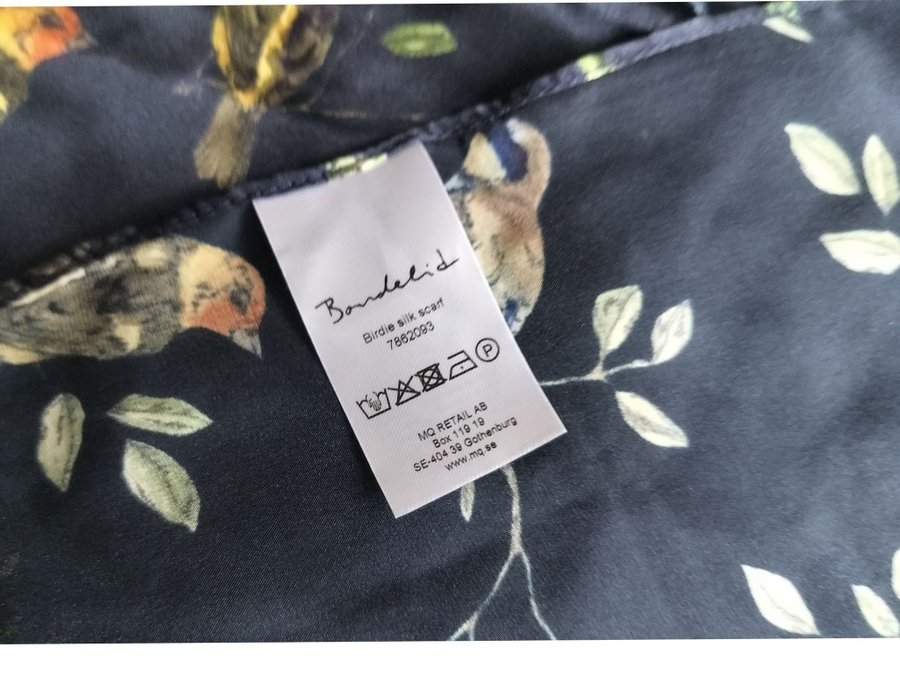 Bondelid
Birdie silk scarf
7862093
P
MQ RETAIL AB
Box 119 19
SE-404 39 Gothenburg
www.mq.se